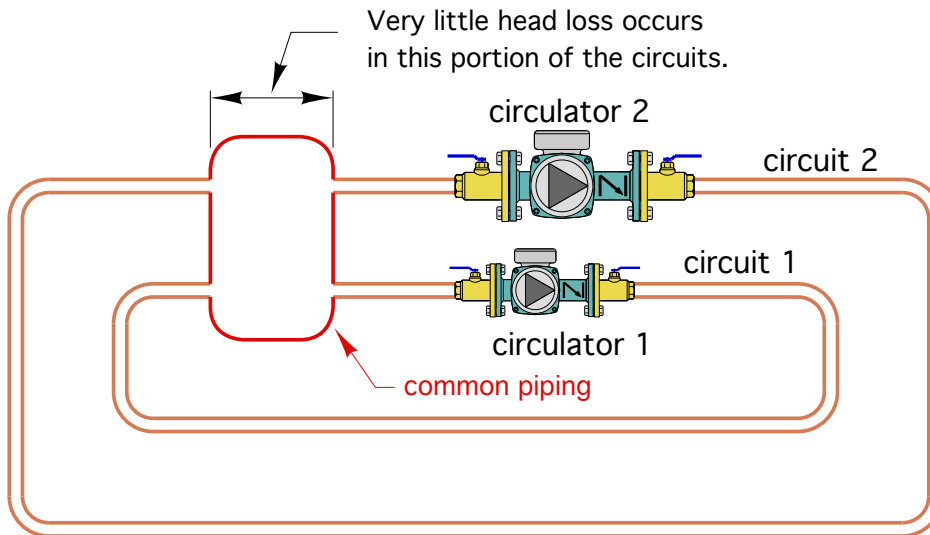 Very little head loss occurs
in this portion of the circuits.
circulator 2
circuit 2
circuit 1
circulator 1
common piping